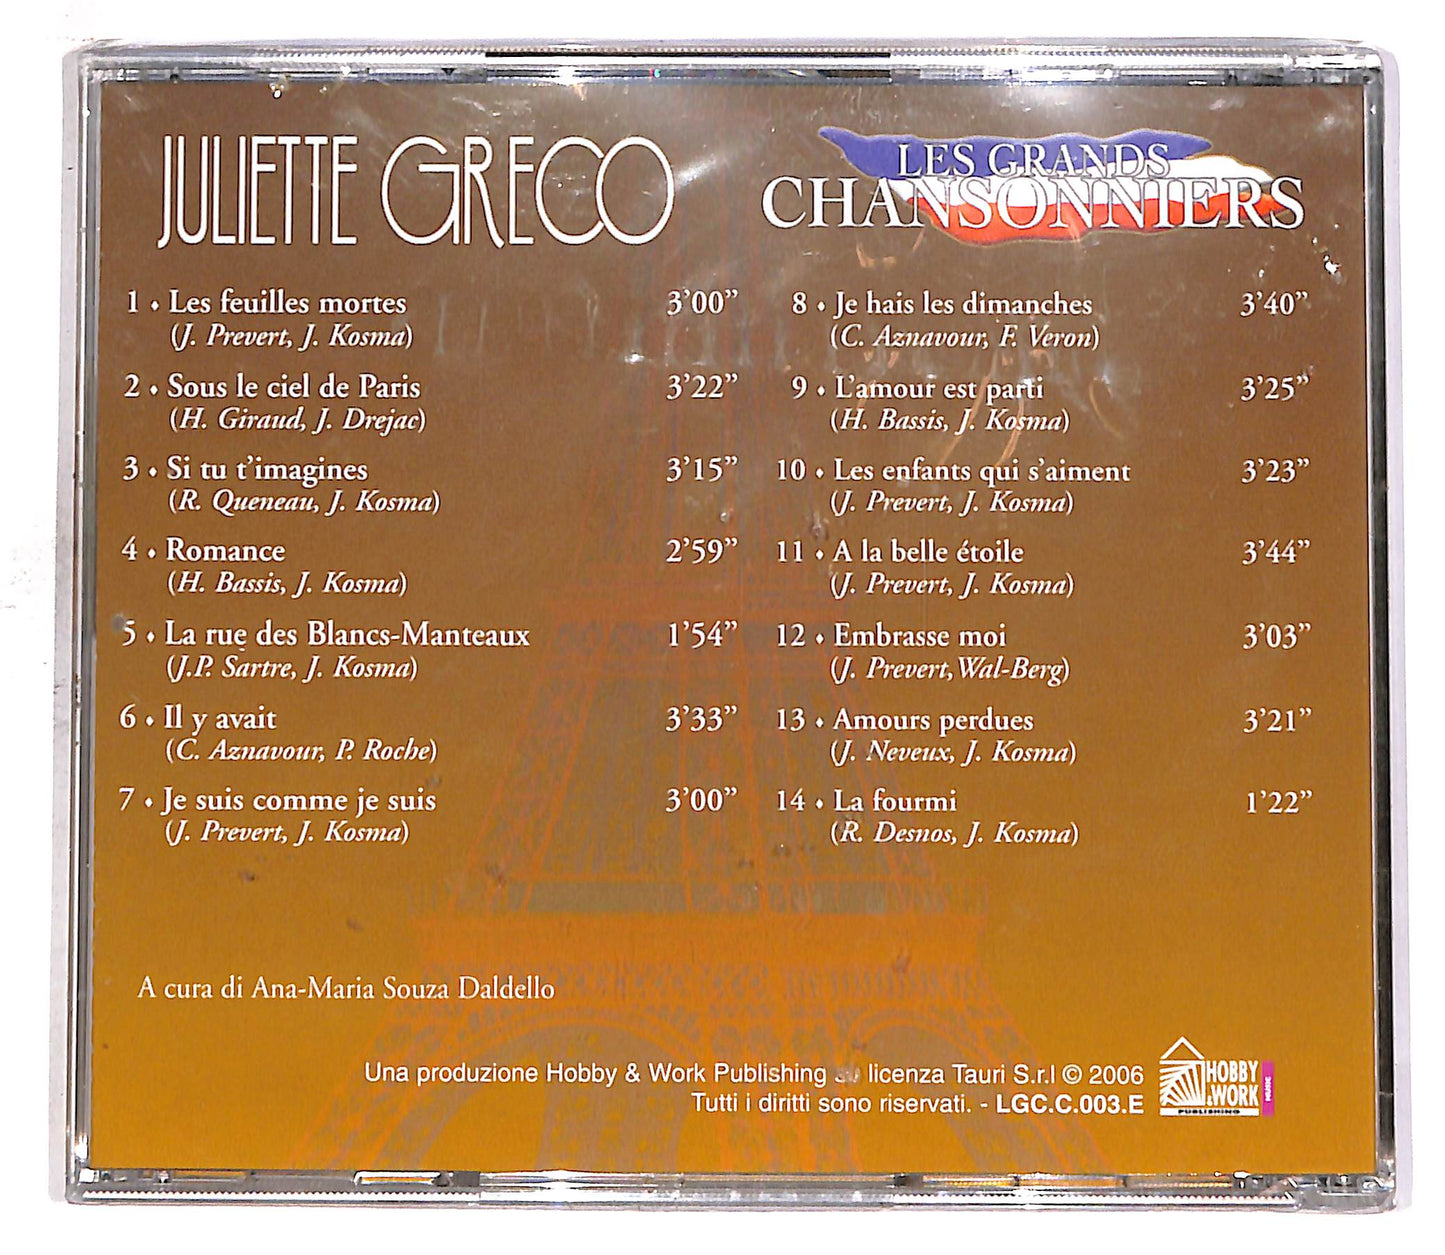 JULIETTE GRECO
LES GRANDS
CHANSONNIERS
1 • Les feuilles mortes 3’00”
(J. Prevert, J. Kosma)
2 • Sous le ciel de Paris 3’22”
(H. Giraud, J. Drejac)
3 • Si tu t’imagines 3’15”
(R. Queneau, J. Kosma)
4 • Romance 2’59”
(H. Bassis, J. Kosma)
5 • La rue des Blancs-Manteaux 1’54”
(J.P. Sartre, J. Kosma)
6 • Il y avait 3’33”
(C. Aznavour, P. Roche)
7 • Je suis comme je suis 3’00”
(J. Prevert, J. Kosma)
8 • Je hais les dimanches 3’40”
(C. Aznavour, F. Veron)
9 • L’amour est parti 3’25”
(H. Bassis, J. Kosma)
10 • Les enfants qui s’aiment 3’23”
(J. Prevert, J. Kosma)
11 • A la belle étoile 3’44”
(J. Prevert, J. Kosma)
12 • Embrasse moi 3’03”
(J. Prevert, Wal-Berg)
13 • Amours perdues 3’21”
(J. Neveux, J. Kosma)
14 • La fourmi 1’22”
(R. Desnos, J. Kosma)
A cura di Ana-Maria Souza Daldello
Una produzione Hobby & Work Publishing su licenza Tauri S.r.l © 2006
Tutti i diritti sono riservati. - LGC.C.003.E
HOBBY
& WORK
PUBLISHING
MUSIC